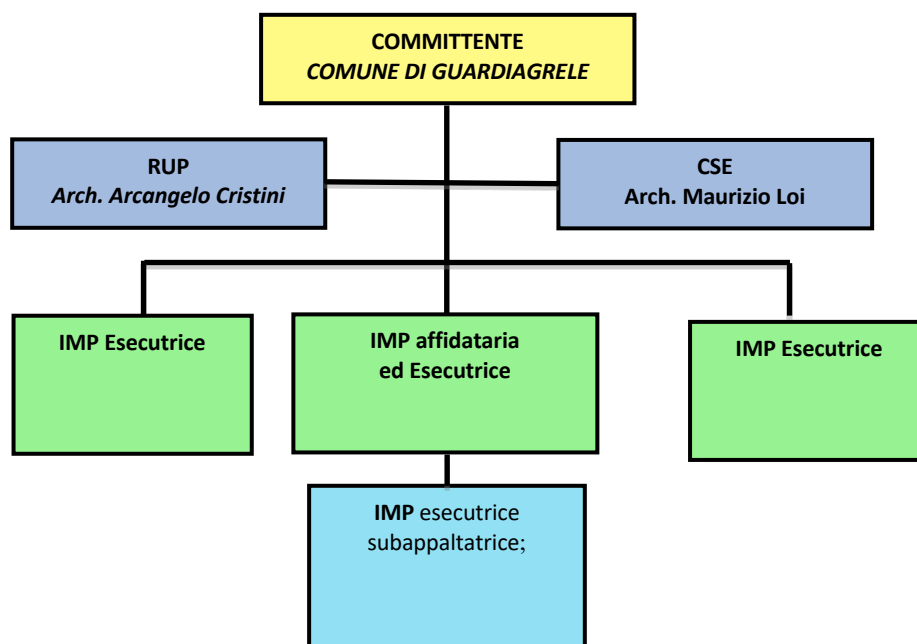 COMMITTENTE
COMUNE DI GUARDIAGRELE
RUP
Arch. Arcangelo Cristini
CSE
Arch. Maurizio Loi
IMP Esecutrice
IMP affidataria
ed Esecutrice
IMP Esecutrice
IMP esecutrice
subappaltatrice;